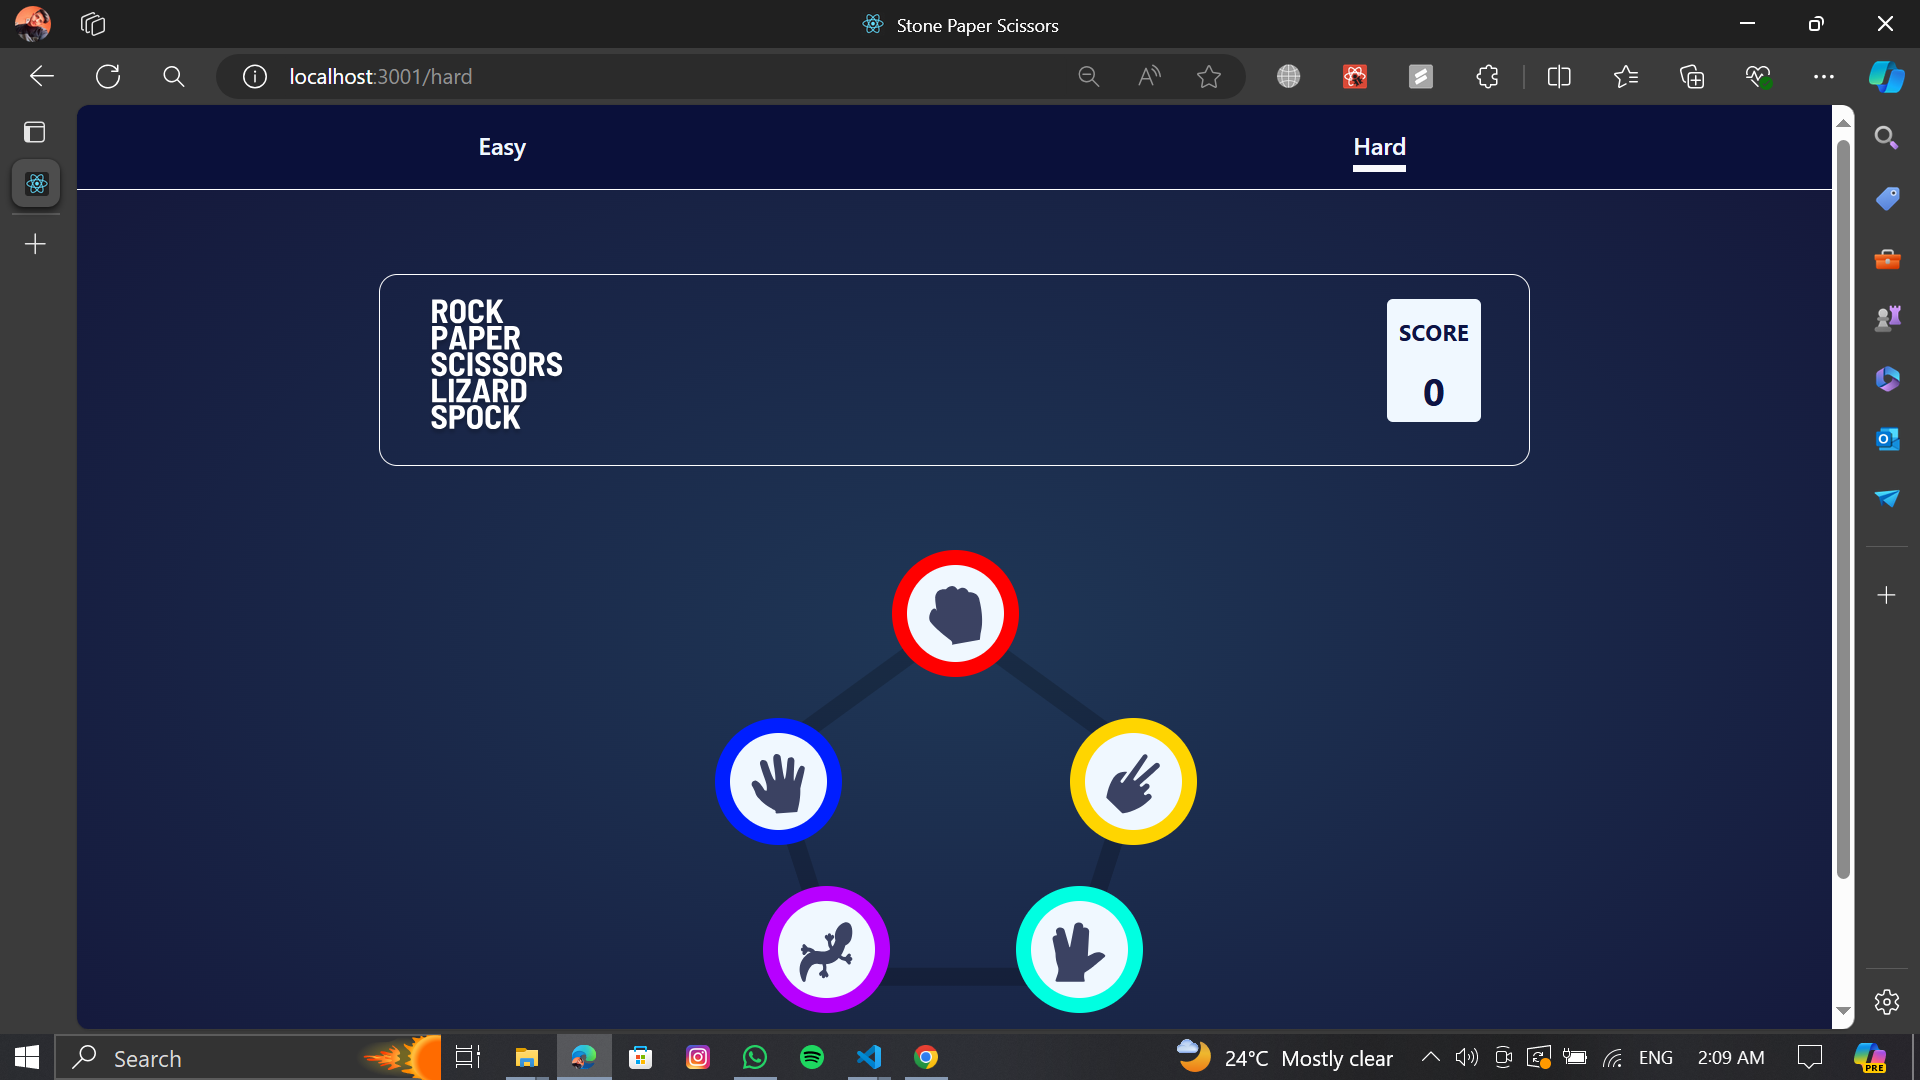 Stone Paper Scissors
localhost:3001/hard
Easy
Hard
ROCK
PAPER
SCISSORS
LIZARD
SPOCK
SCORE
0
Search
24°C Mostly clear
ENG
2:09 AM
PRE